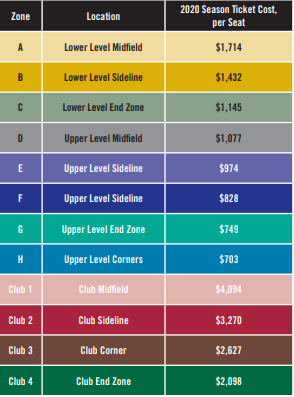 Zone Location 2020 Season Ticket Cost, per Seat
A Lower Level Midfield $1,714
B Lower Level Sideline $1,432
C Lower Level End Zone $1,145
D Upper Level Midfield $1,077
E Upper Level Sideline $974
F Upper Level Sideline $828
G Upper Level End Zone $749
H Upper Level Corners $703
Club 1 Club Midfield $4,094
Club 2 Club Sideline $3,270
Club 3 Club Corner $2,627
Club 4 Club End Zone $2,098